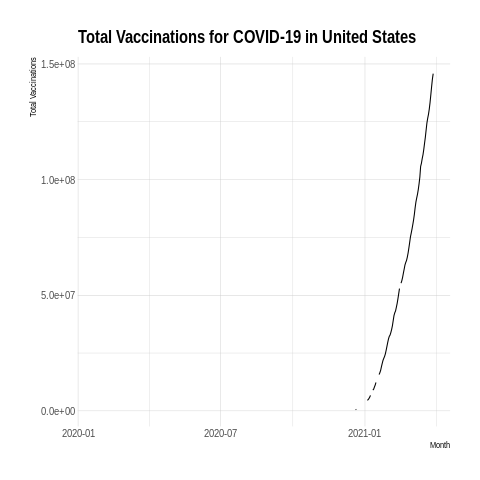 Total Vaccinations for COVID-19 in United States
Total Vaccinations
1.5e+08
1.0e+08
5.0e+07
0.0e+00
2020-01 2020-07 2021-01
Month